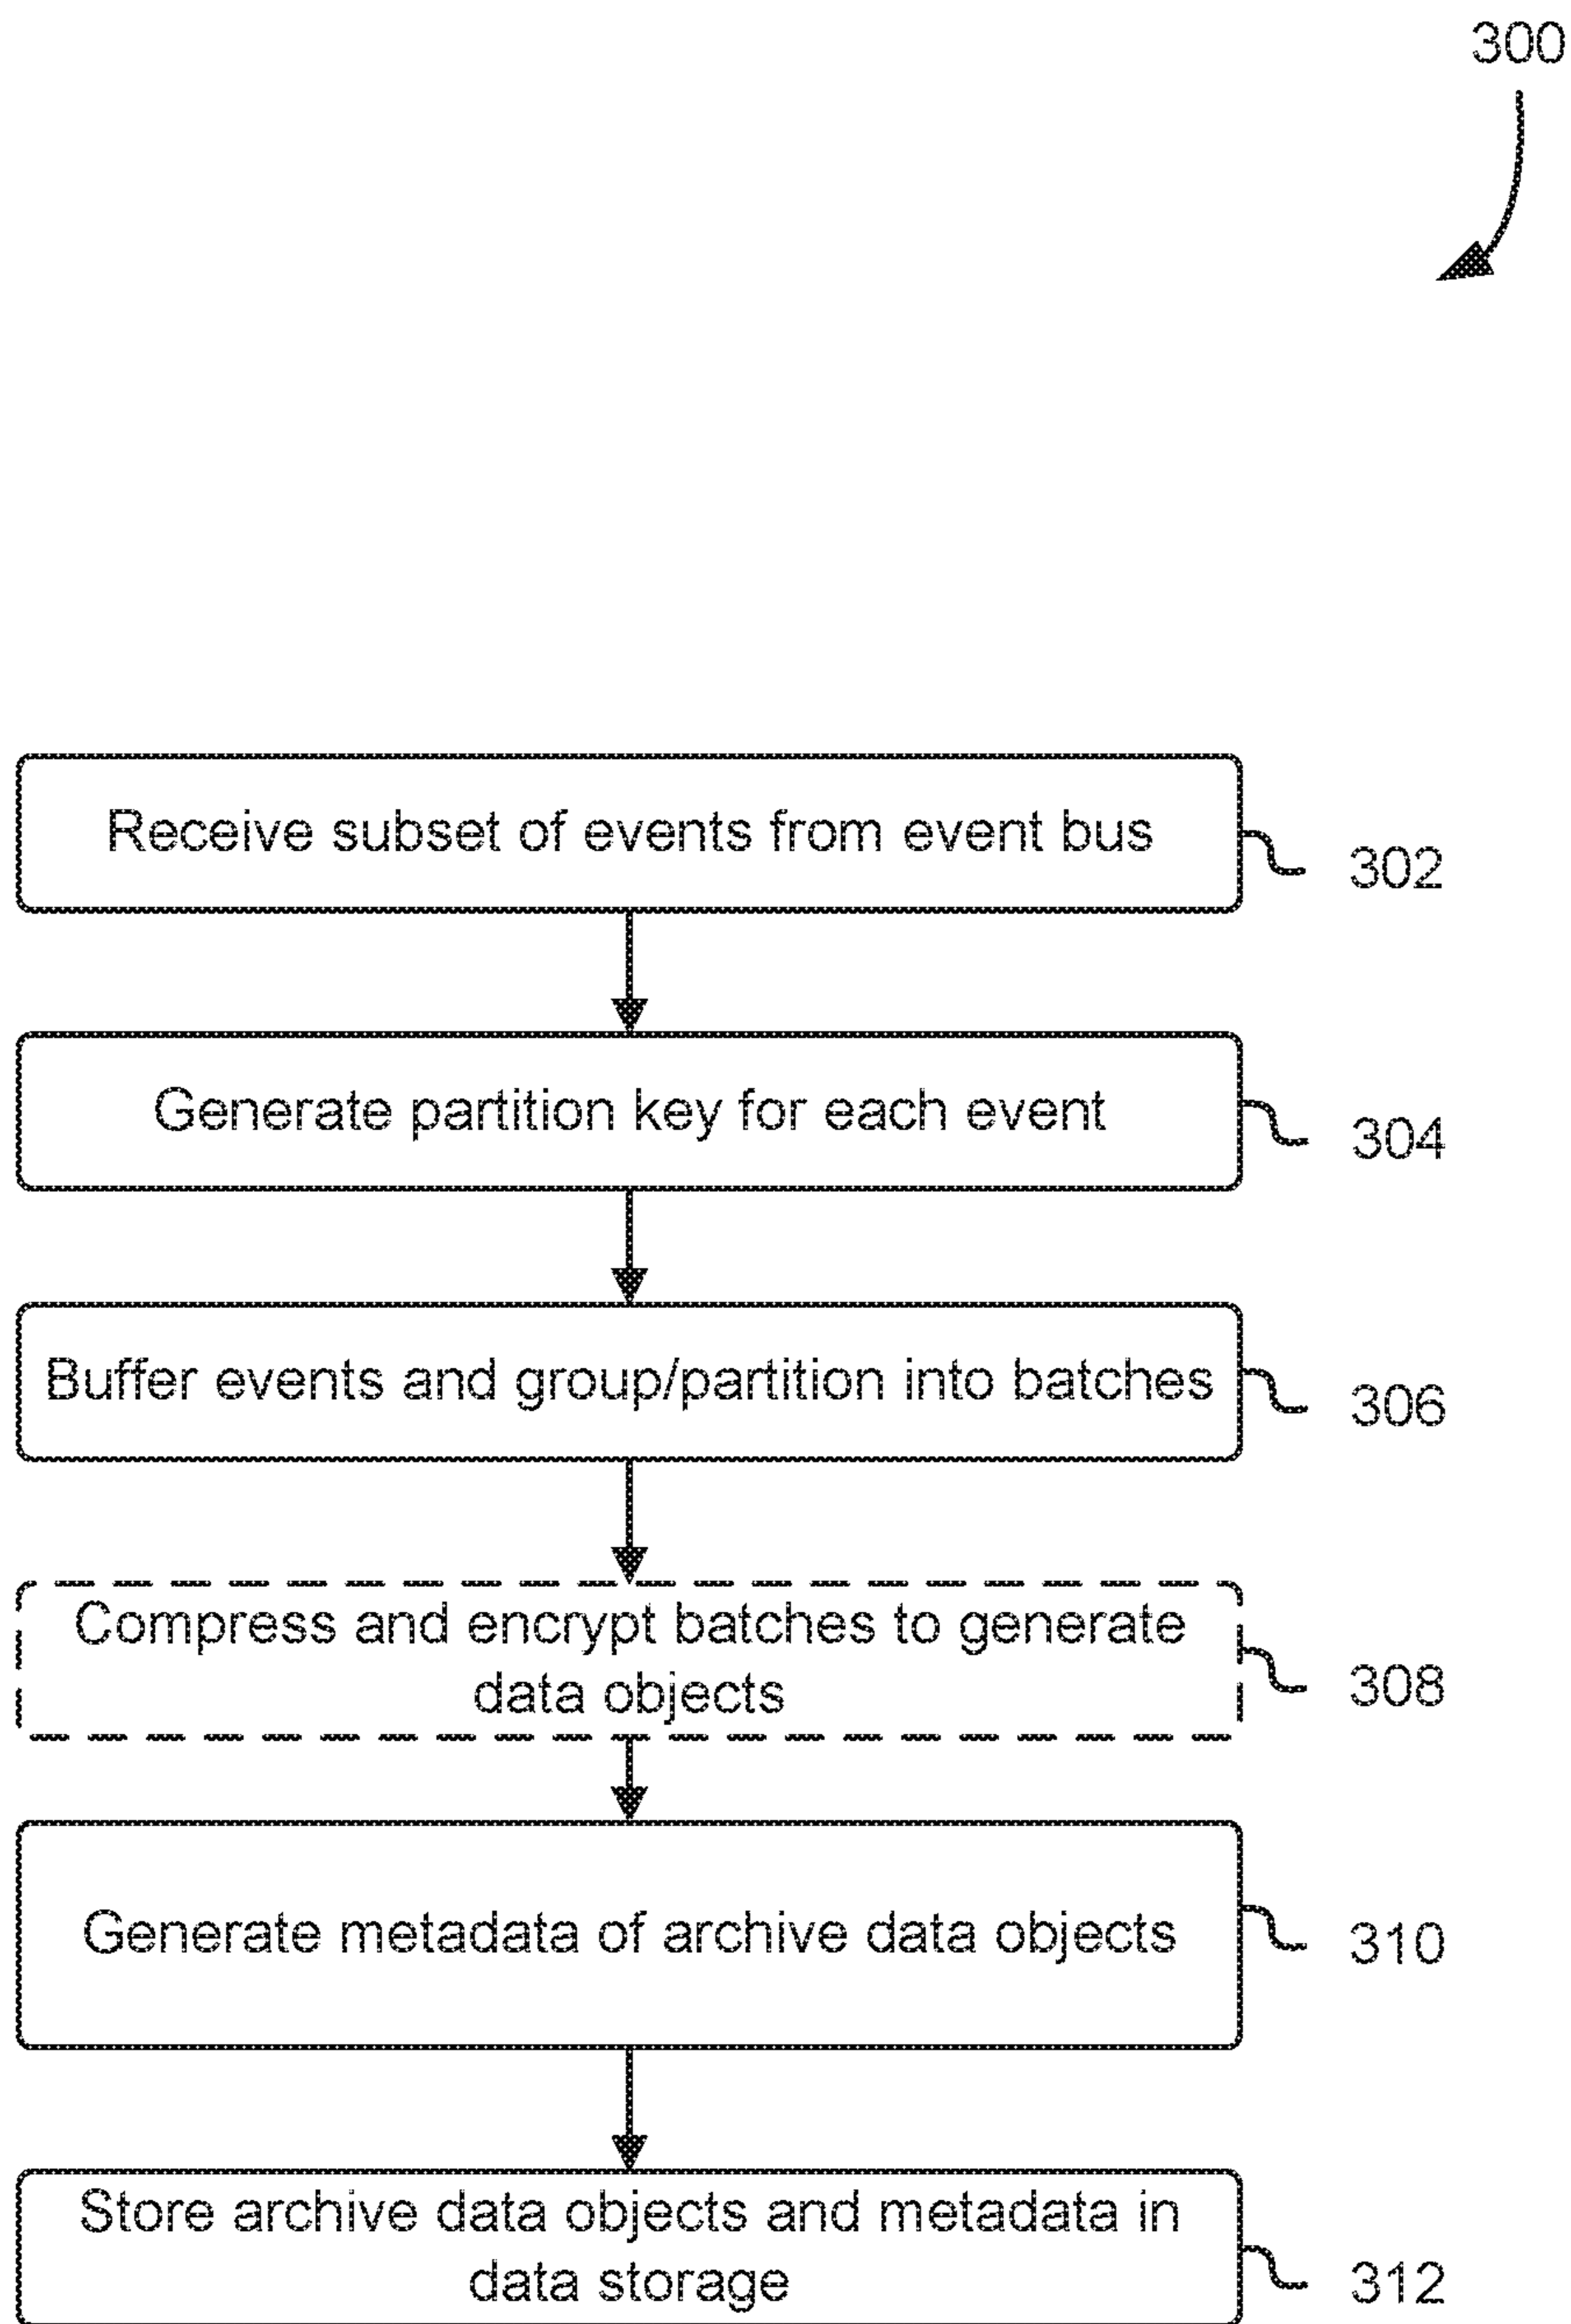 300
Receive subset of events from event bus
302
Generate partition key for each event
304
Buffer events and group/partition into batches
306
Compress and encrypt batches to generate
data objects
308
Generate metadata of archive data objects
310
Store archive data objects and metadata in
data storage
312